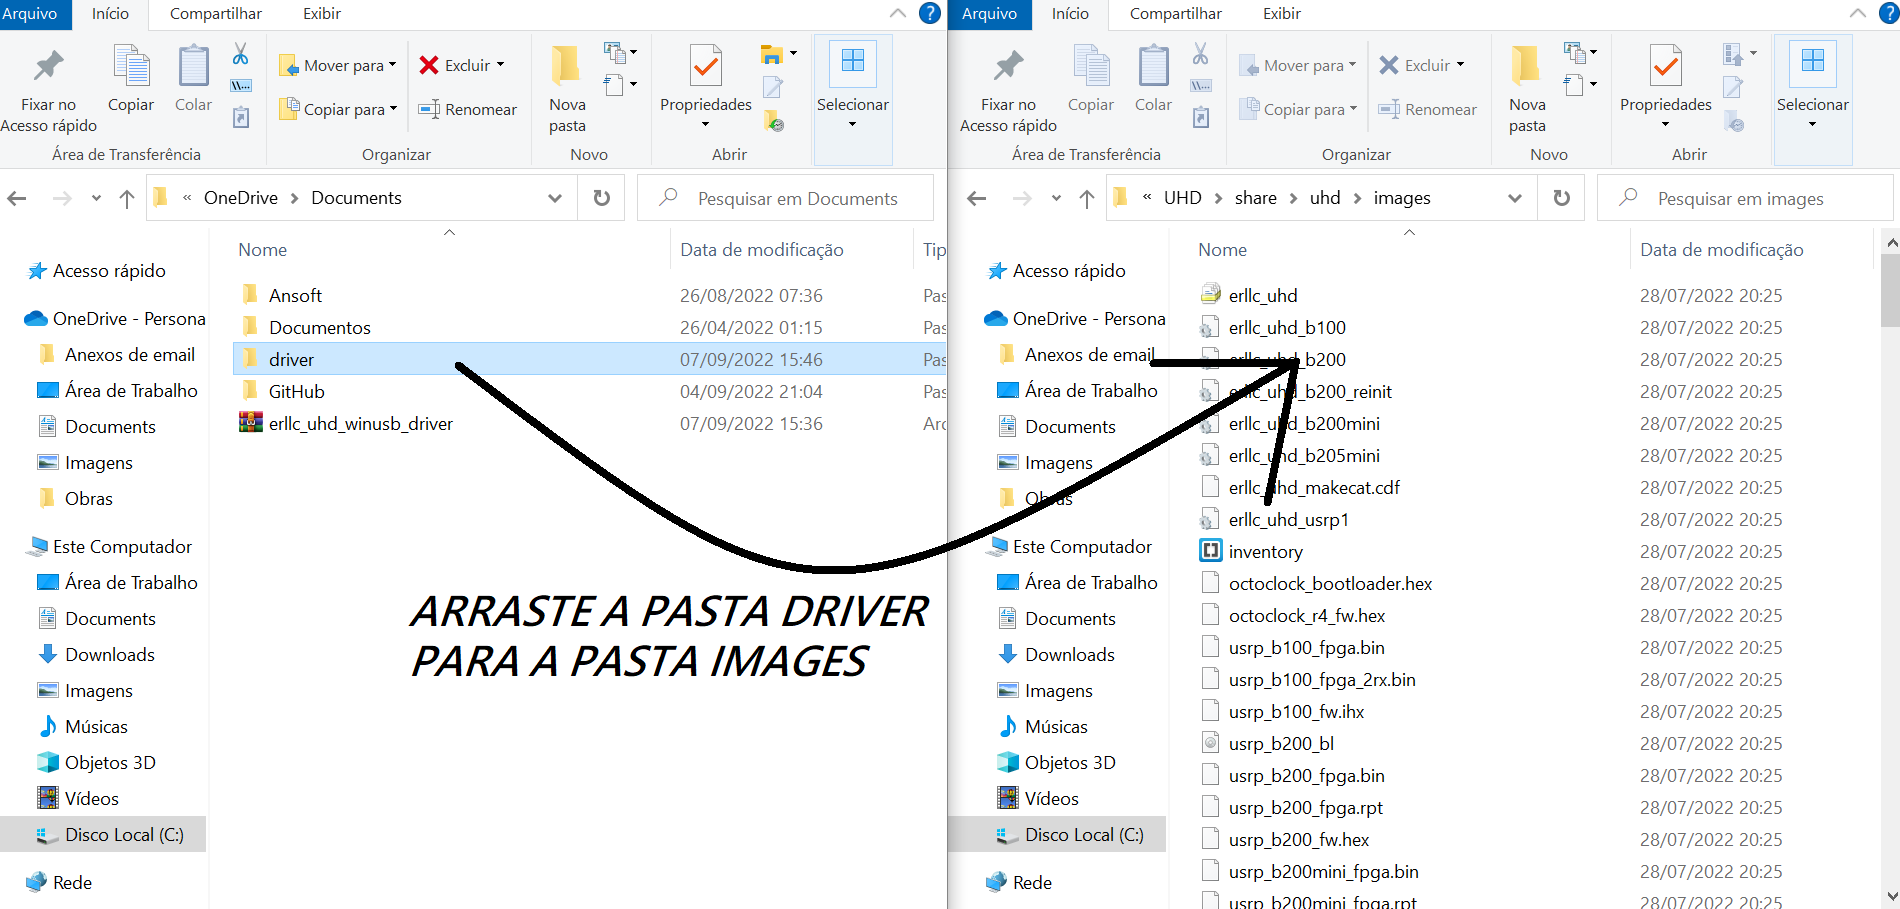 Arquivo Início Compartilhar Exibir
Fixar no
Acesso rápido
Copiar
Colar
Mover para
Copiar para
Excluir
Renomear
Nova
pasta
Propriedades
Selecionar
Área de Transferência Organizar Novo Abrir
« OneDrive > Documents
Pesquisar em Documents
Nome Data de modificação Tip
Acesso rápido
OneDrive - Persona
Anexos de email
Área de Trabalho
Documents
Imagens
Obras
Este Computador
Área de Trabalho
Documents
Downloads
Imagens
Músicas
Objetos 3D
Vídeos
Disco Local (C:)
Rede
Ansoft 26/08/2022 07:36 Pas
Documentos 26/04/2022 01:15 Pas
driver 07/09/2022 15:46 Pas
GitHub 04/09/2022 21:04 Pas
erllc_uhd_winusb_driver 07/09/2022 15:36 Arc
ARRASTE A PASTA DRIVER
PARA A PASTA IMAGES
Arquivo Início Compartilhar Exibir
Fixar no
Acesso rápido
Copiar
Colar
Mover para
Copiar para
Excluir
Renomear
Nova
pasta
Propriedades
Selecionar
Área de Transferência Organizar Novo Abrir
« UHD > share > uhd > images
Pesquisar em images
Nome Data de modificação
Acesso rápido
OneDrive - Persona
Anexos de email
Área de Trabalho
Documents
Imagens
Obras
Este Computador
Área de Trabalho
Documents
Downloads
Imagens
Músicas
Objetos 3D
Vídeos
Disco Local (C:)
Rede
erllc_uhd 28/07/2022 20:25
erllc_uhd_b100 28/07/2022 20:25
erllc_uhd_b200 28/07/2022 20:25
erllc_uhd_b200_reinit 28/07/2022 20:25
erllc_uhd_b200mini 28/07/2022 20:25
erllc_uhd_b205mini 28/07/2022 20:25
erllc_uhd_makecat.cdf 28/07/2022 20:25
erllc_uhd_usrp1 28/07/2022 20:25
inventory 28/07/2022 20:25
octoclock_bootloader.hex 28/07/2022 20:25
octoclock_r4_fw.hex 28/07/2022 20:25
usrp_b100_fpga.bin 28/07/2022 20:25
usrp_b100_fpga_2rx.bin 28/07/2022 20:25
usrp_b100_fw.ihx 28/07/2022 20:25
usrp_b200_bl 28/07/2022 20:25
usrp_b200_fpga.bin 28/07/2022 20:25
usrp_b200_fpga.rpt 28/07/2022 20:25
usrp_b200_fw.hex 28/07/2022 20:25
usrp_b200mini_fpga.bin 28/07/2022 20:25
usrp_b200mini_fpga.rpt 28/07/2022 20:25